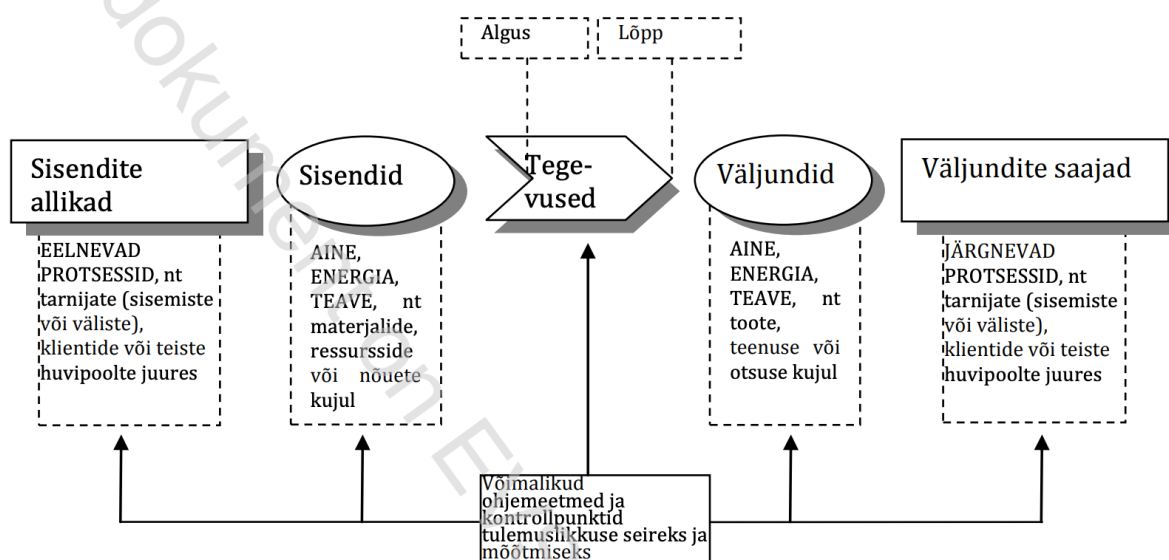 Algus
Lõpp
Sisendite
allikad
Sisendid
Tege-
vused
Väljundid
Väljundite saajad
EELNEVAD
PROTSESSID, nt
tarnijate (sisemiste
või väliste),
klientide või teiste
huvipoolte juures
AINE,
ENERGIA,
TEAVE, nt
materjalide,
ressursside
või nõuete
kujul
AINE,
ENERGIA,
TEAVE, nt
toote,
teenuse või
otsuse kujul
JÄRGNEVAD
PROTSESSID, nt
tarnijate (sisemiste
või väliste),
klientide või teiste
huvipoolte juures
Võimalikud
ohjemeetmed ja
kontrollpunktid
tulemuslikkuse seireks ja
mõõtmiseks
dokument on